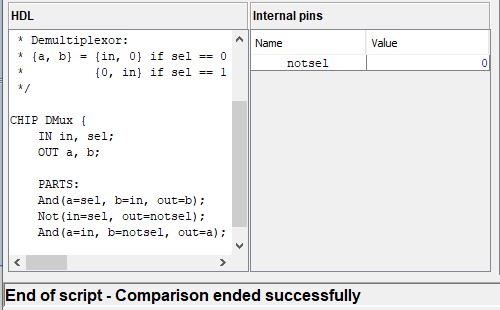 HDL
* Demultiplexor:
* {a, b} = {in, 0} if sel == 0
*          {0, in} if sel == 1
*/
CHIP DMux {
    IN in, sel;
    OUT a, b;
    PARTS:
    And(a=sel, b=in, out=b);
    Not(in=sel, out=notsel);
    And(a=in, b=notsel, out=a);
Internal pins
Name Value
notsel 0
End of script - Comparison ended successfully